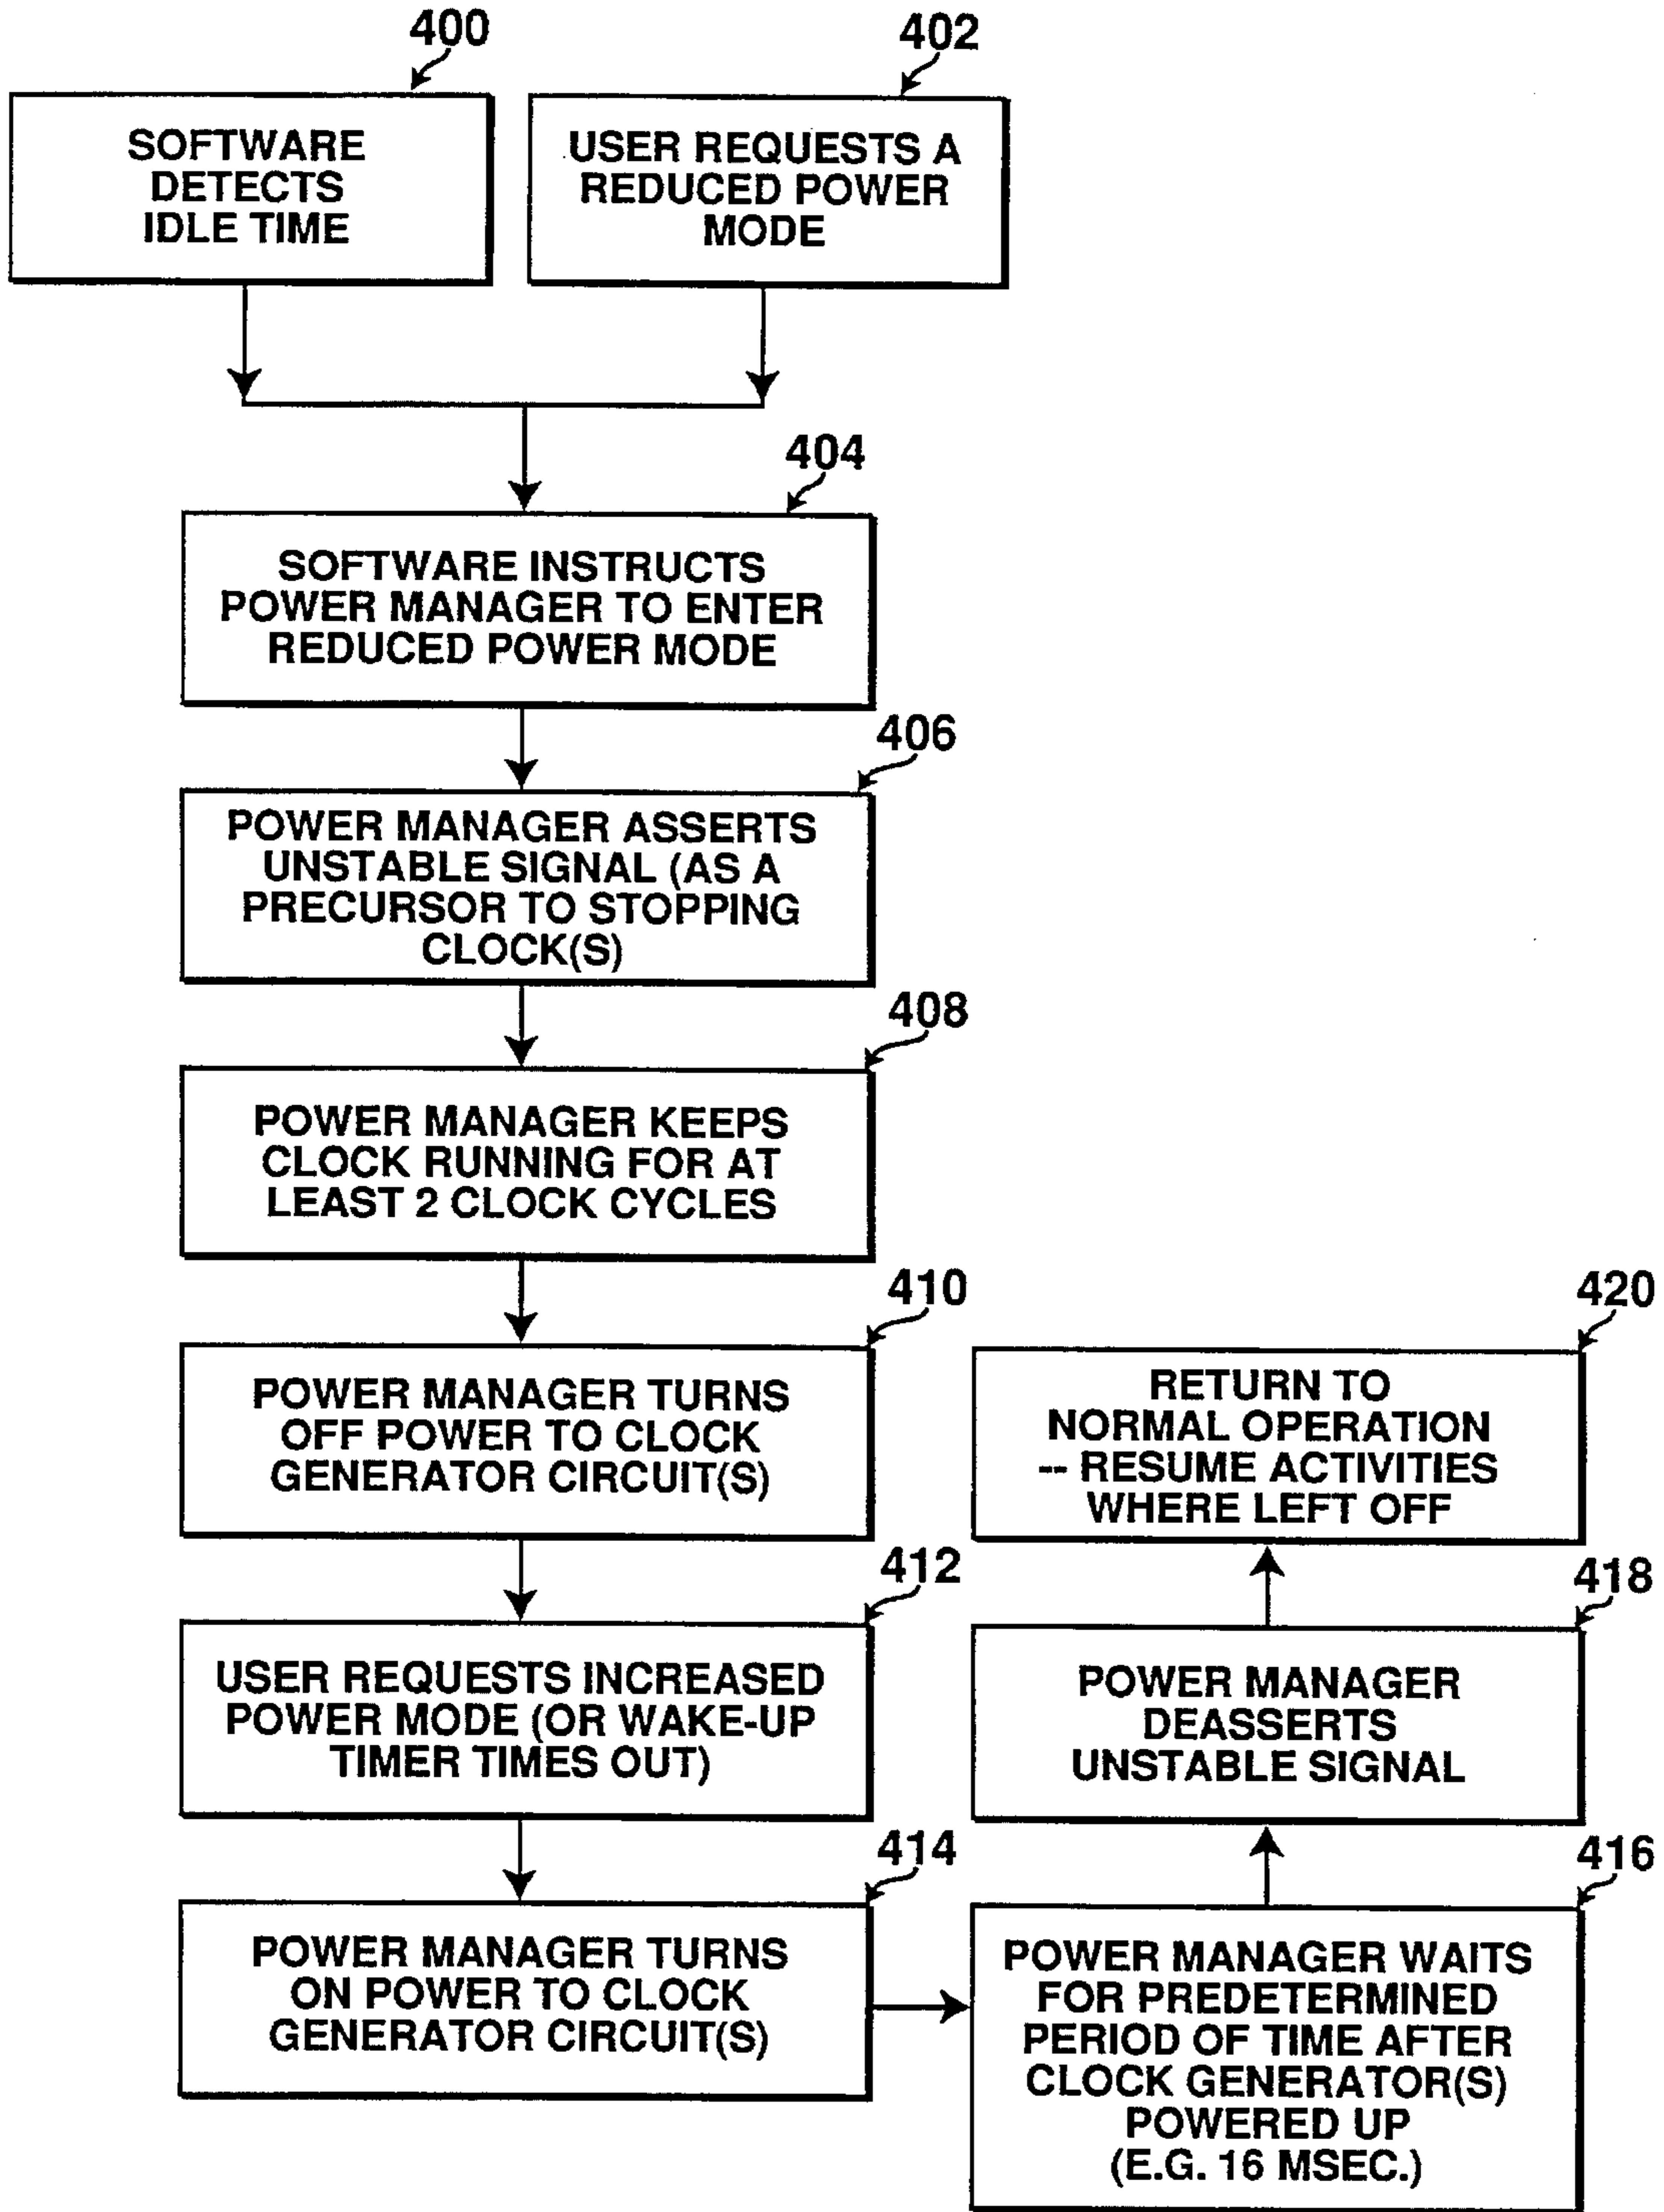 400
SOFTWARE
DETECTS
IDLE TIME
402
USER REQUESTS A
REDUCED POWER
MODE
404
SOFTWARE INSTRUCTS
POWER MANAGER TO ENTER
REDUCED POWER MODE
406
POWER MANAGER ASSERTS
UNSTABLE SIGNAL (AS A
PRECURSOR TO STOPPING
CLOCK(S)
408
POWER MANAGER KEEPS
CLOCK RUNNING FOR AT
LEAST 2 CLOCK CYCLES
410
POWER MANAGER TURNS
OFF POWER TO CLOCK
GENERATOR CIRCUIT(S)
412
USER REQUESTS INCREASED
POWER MODE (OR WAKE-UP
TIMER TIMES OUT)
414
POWER MANAGER TURNS
ON POWER TO CLOCK
GENERATOR CIRCUIT(S)
416
POWER MANAGER WAITS
FOR PREDETERMINED
PERIOD OF TIME AFTER
CLOCK GENERATOR(S)
POWERED UP
(E.G. 16 MSEC.)
418
POWER MANAGER
DEASSERTS
UNSTABLE SIGNAL
420
RETURN TO
NORMAL OPERATION
-- RESUME ACTIVITIES
WHERE LEFT OFF